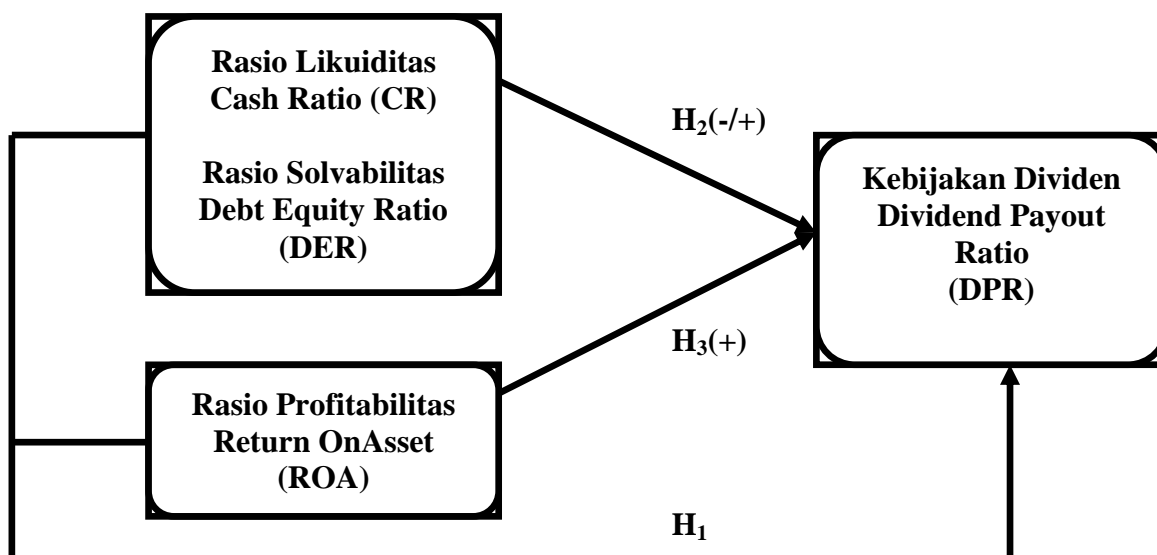 Rasio Likuiditas
Cash Ratio (CR)
Rasio Solvabilitas
Debt Equity Ratio
(DER)
H₂(-/+)
Kebijakan Dividen
Dividend Payout
Ratio
(DPR)
H₃(+)
Rasio Profitabilitas
Return OnAsset
(ROA)
H₁